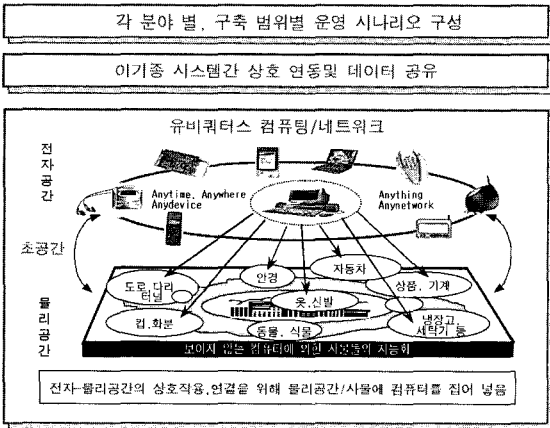 각 분야 별, 구축 범위별 운영 시나리오 구성
이기종 시스템간 상호 연동및 데이터 공유
유비쿼터스 컴퓨팅/네트워크
전자공간
Anytime, Anywhere
Anydevice
Anything
Anynetwork
초공간
물리공간
도로, 다리
터널
안경
자동차
상품, 기계
옷,신발
컵,화분
동물, 식물
냉장고,
세탁기 등
보이지 않는 컴퓨터에 의한 사물들의 지능화
전자-물리공간의 상호작용,연결을 위해 물리공간/사물에 컴퓨터를 집어 넣음